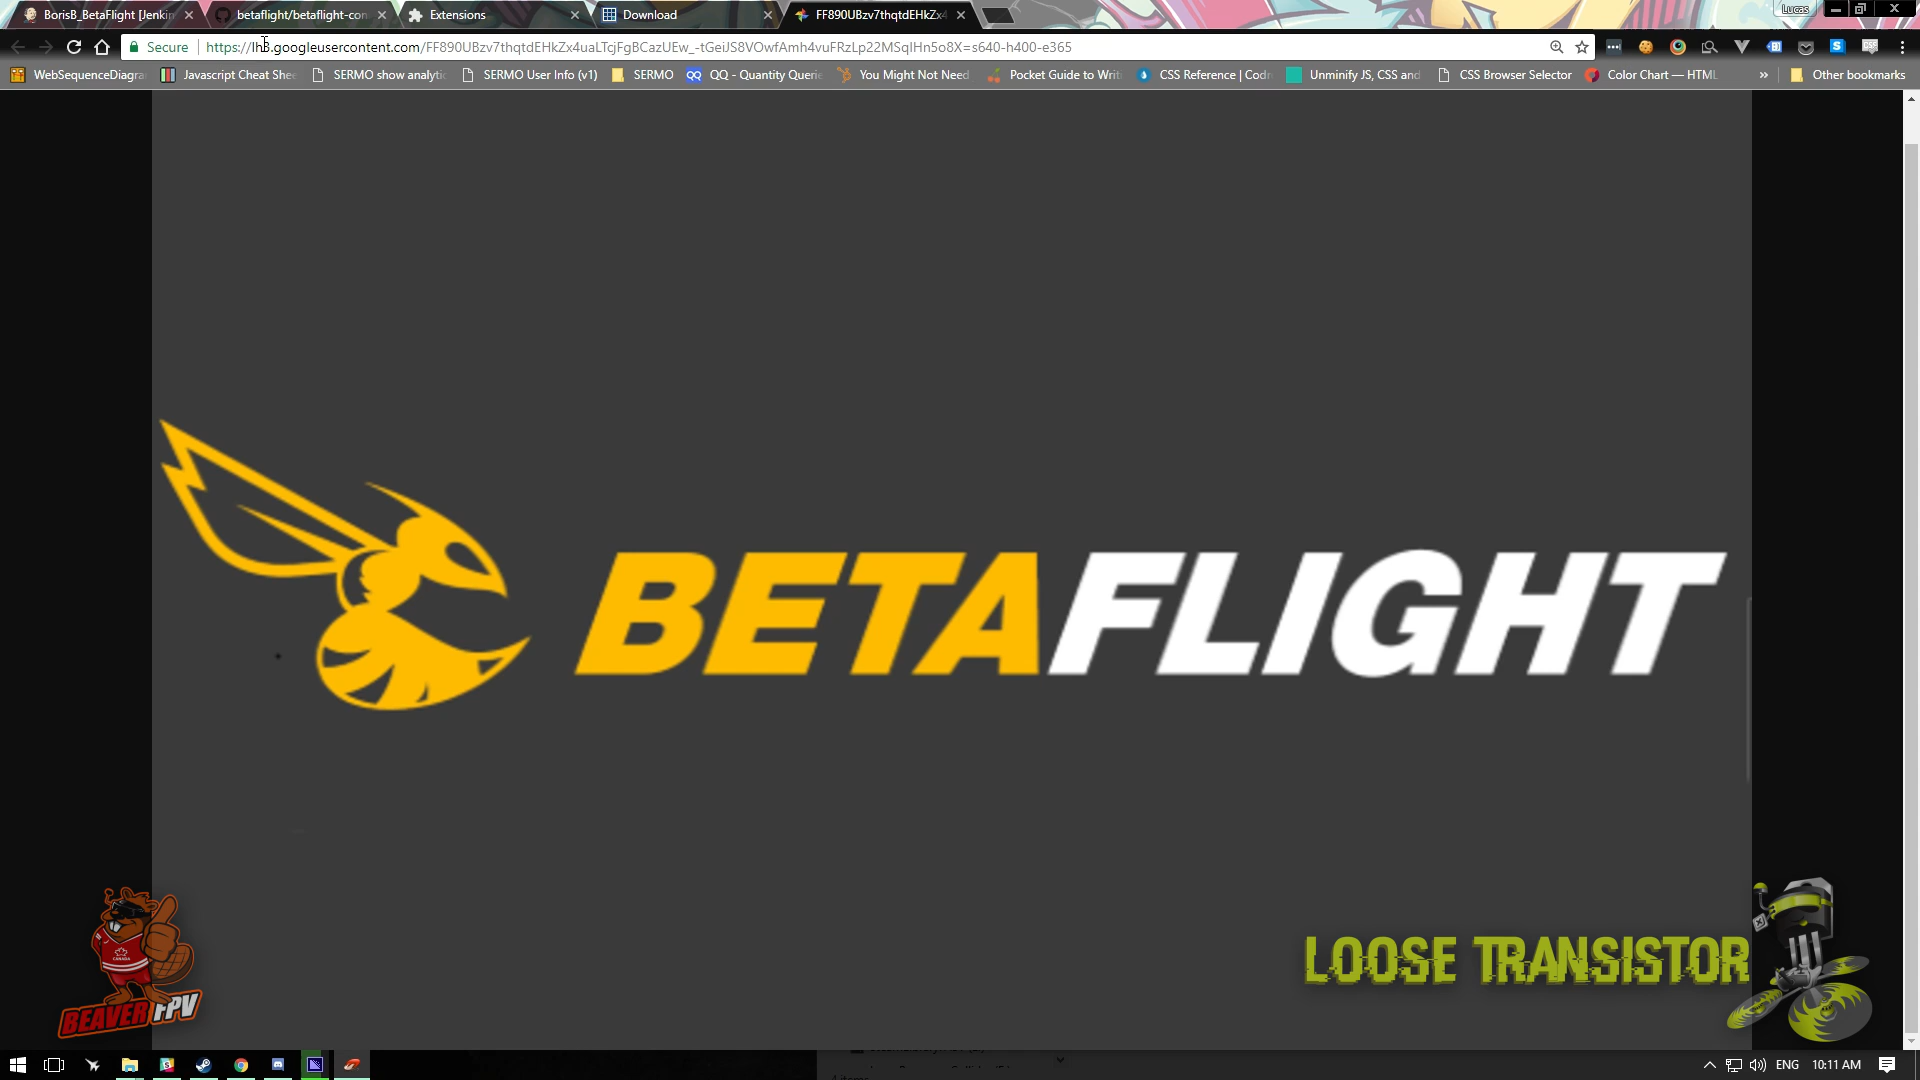 BorisB_BetaFlight [Jenkin
betaflight/betaflight-con
Extensions
Download
FF890UBzv7thqtdEHkZx4
Lucas
Secure
https://lh3.googleusercontent.com/FF890UBzv7thqtdEHkZx4uaLTcjFgBCazUEw_-tGeiJS8VOwfAmh4vuFRzLp22MSqIHn5o8X=s640-h400-e365
WebSequenceDiagra
Javascript Cheat Shee
SERMO show analytic
SERMO User Info (v1)
SERMO
QQ - Quantity Querie
You Might Not Need
Pocket Guide to Writi
CSS Reference | Codr
Unminify JS, CSS and
CSS Browser Selector
Color Chart — HTML
Other bookmarks
BETAFLIGHT
CANADA
BEAVER FPV
LOOSE TRANSISTOR
ENG
10:11 AM